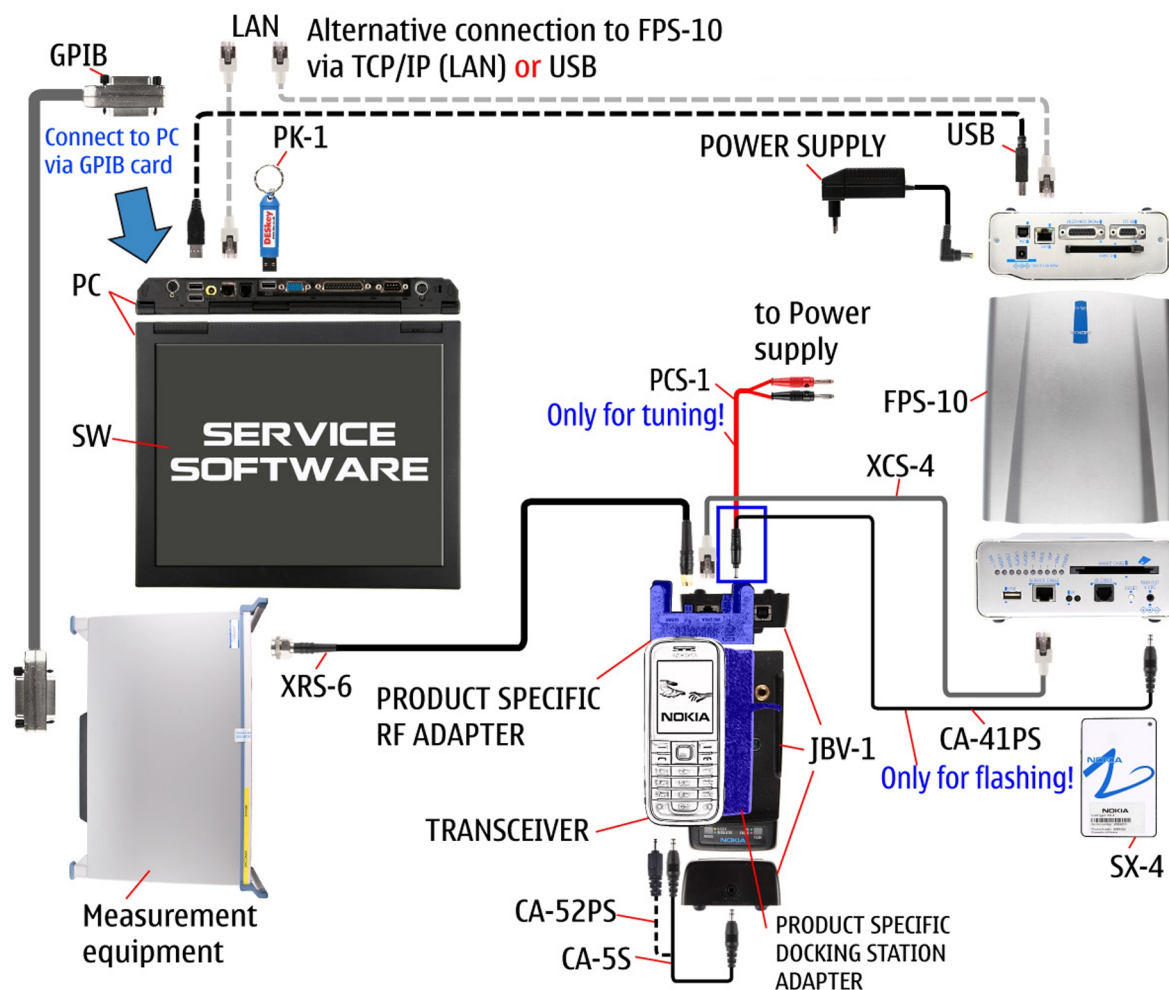 LAN
Alternative connection to FPS-10
via TCP/IP (LAN) or USB
GPIB
Connect to PC
via GPIB card
PK-1
DESkey
POWER SUPPLY
USB
PC
to Power
supply
PCS-1
Only for tuning!
FPS-10
SW
SERVICE
SOFTWARE
XCS-4
XRS-6
PRODUCT SPECIFIC
RF ADAPTER
NOKIA
JBV-1
CA-41PS
Only for flashing!
TRANSCEIVER
NOKIA
NOKIA
NOKIA
SX-4
Measurement
equipment
CA-52PS
CA-5S
PRODUCT SPECIFIC
DOCKING STATION
ADAPTER